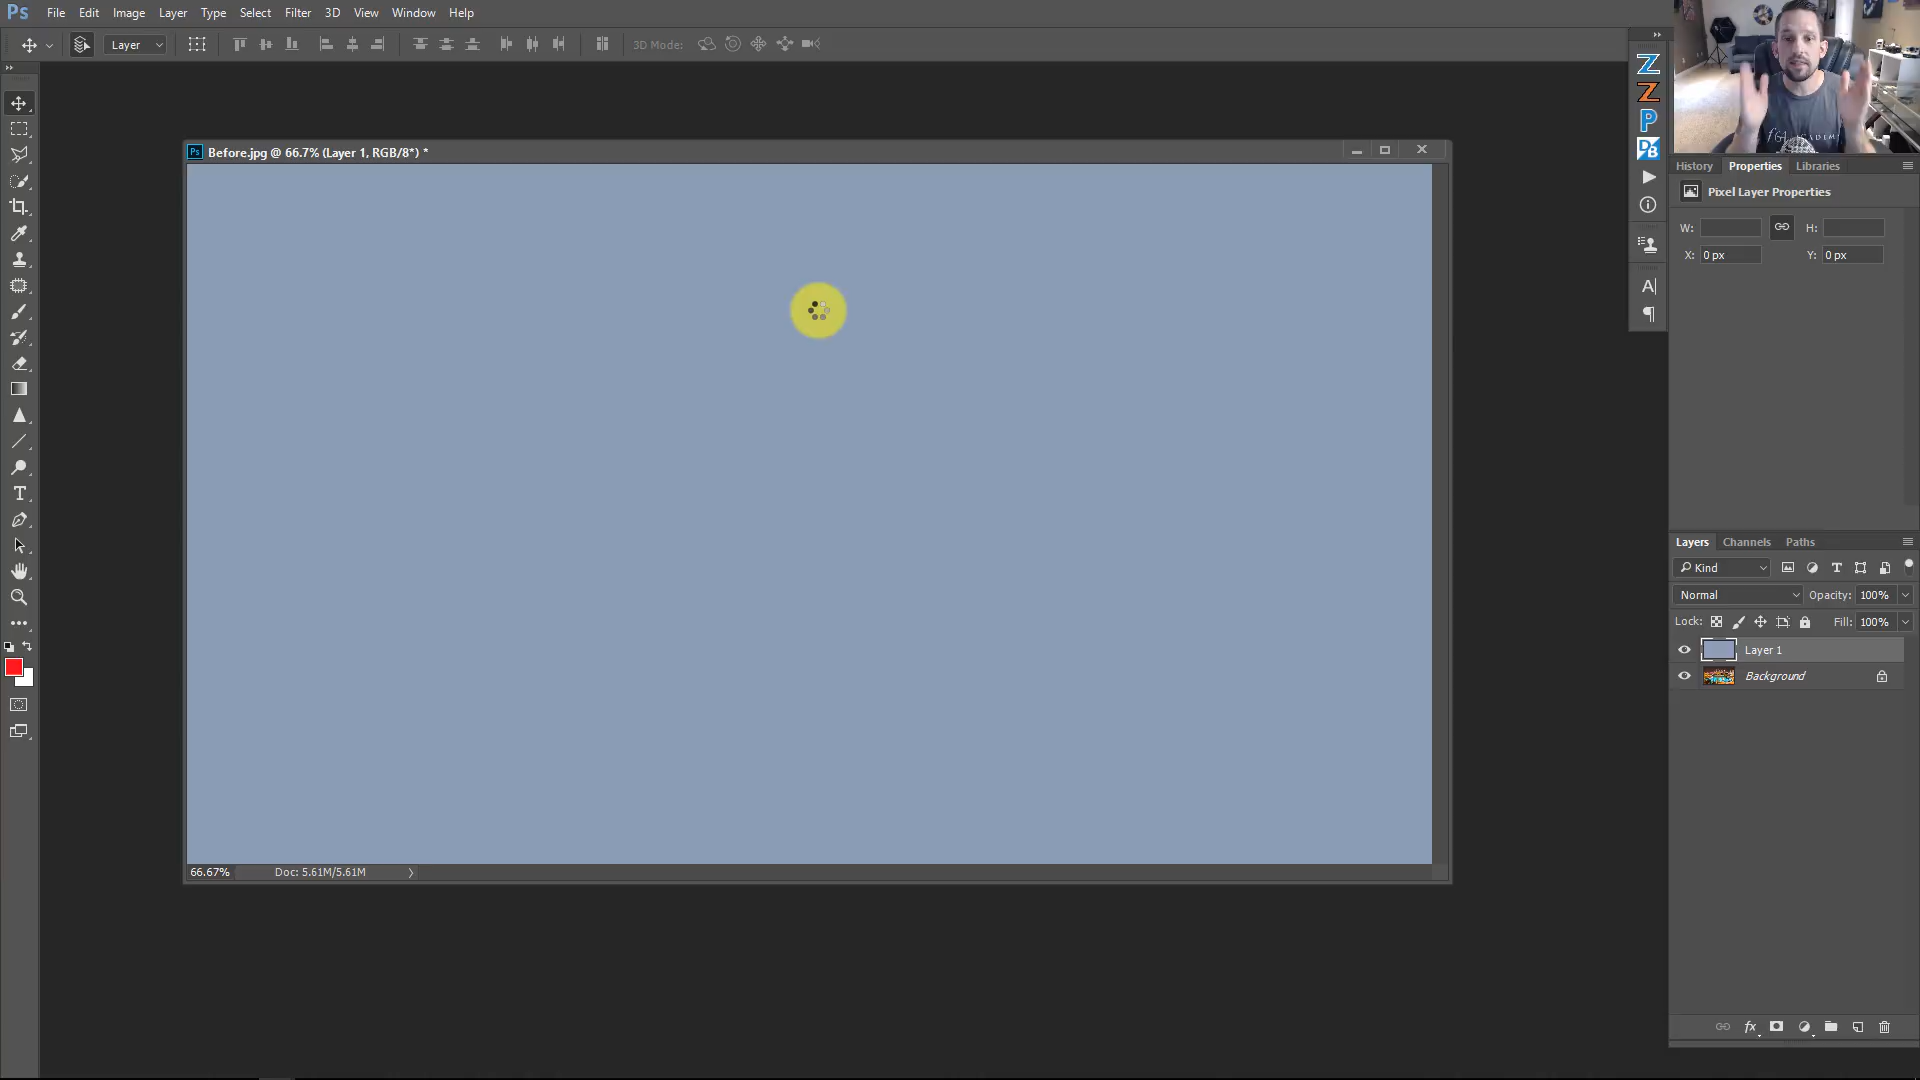 Ps File Edit Image Layer Type Select Filter 3D View Window Help
Layer 3D Mode:
Z
Z
P
DB
A
Before.jpg @ 66.7% (Layer 1, RGB/8*) *
66.67% Doc: 5.61M/5.61M
T
History Properties Libraries
Pixel Layer Properties
W: H:
X: 0 px Y: 0 px
Layers Channels Paths
Kind T
Normal Opacity: 100%
Lock: Fill: 100%
Layer 1
Background
fx